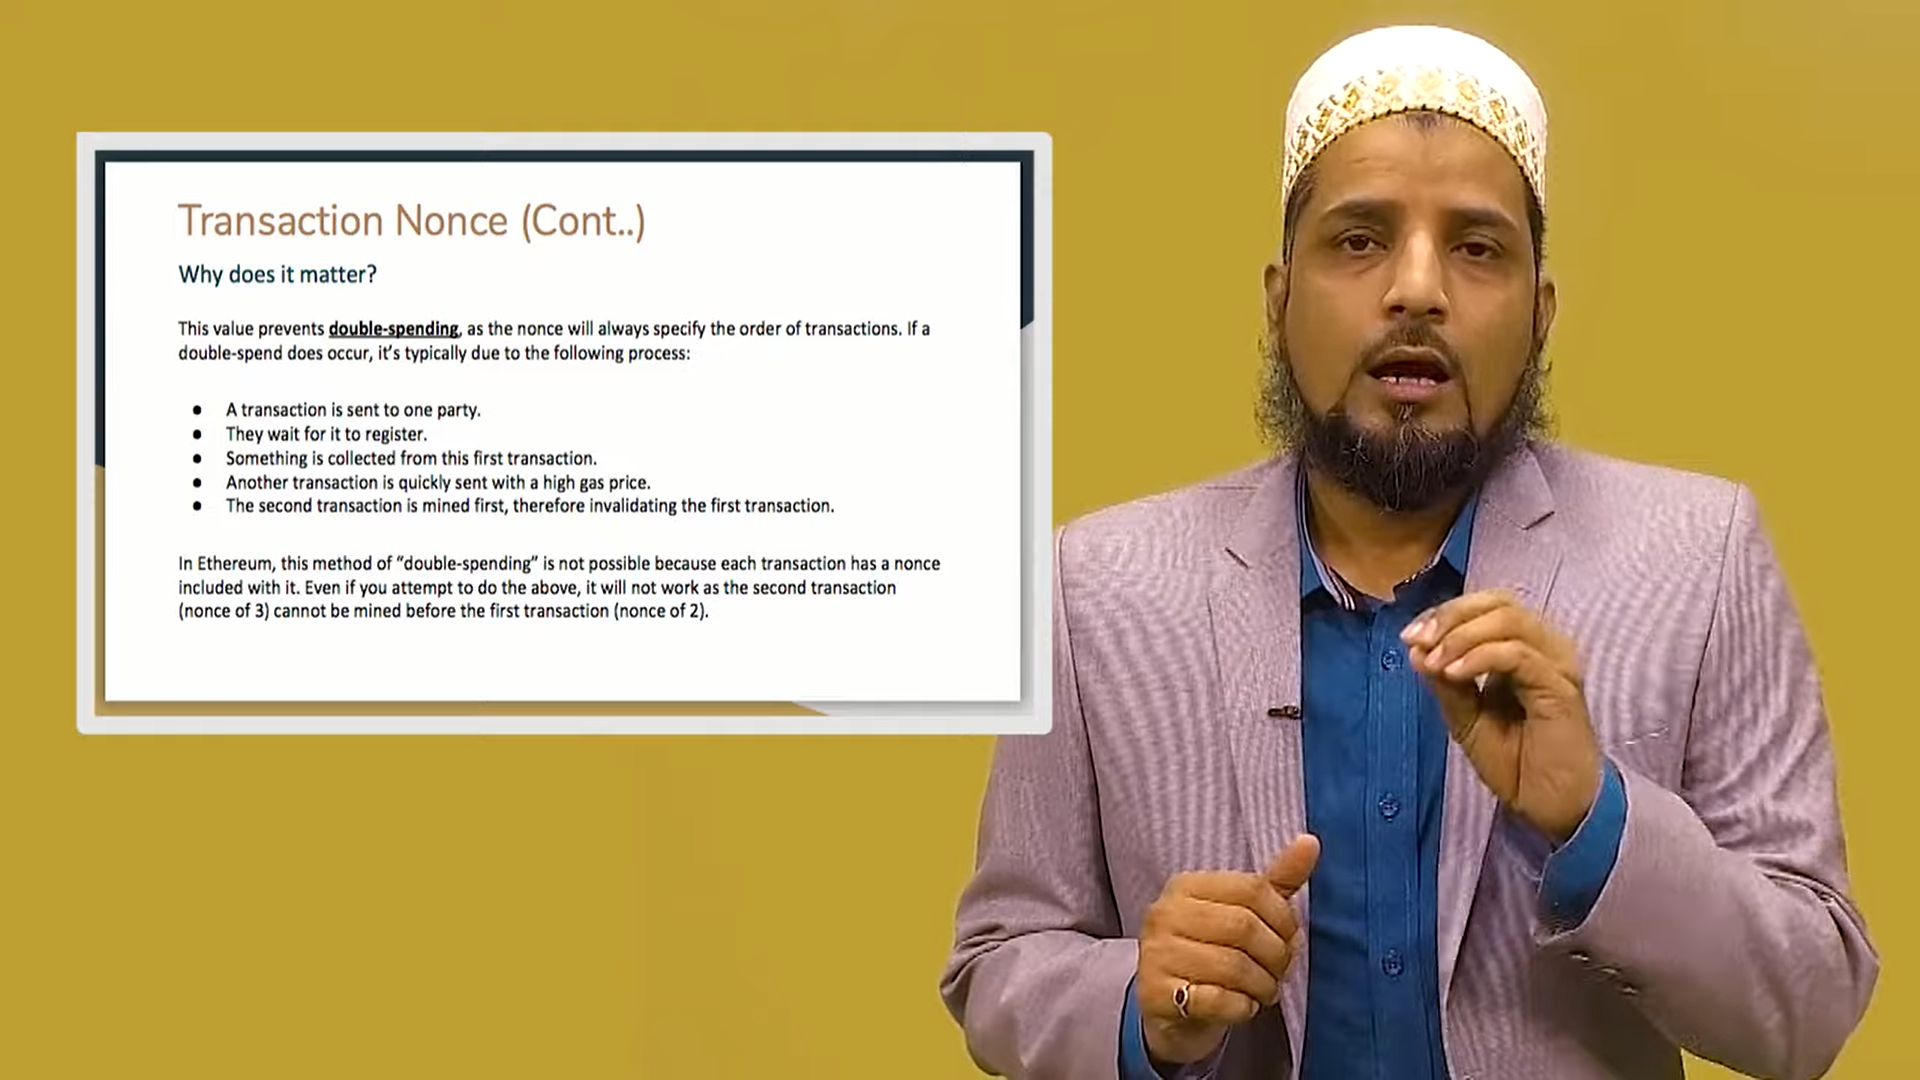 Transaction Nonce (Cont..)
Why does it matter?
This value prevents double-spending, as the nonce will always specify the order of transactions. If a
double-spend does occur, it’s typically due to the following process:
● A transaction is sent to one party.
● They wait for it to register.
● Something is collected from this first transaction.
● Another transaction is quickly sent with a high gas price.
● The second transaction is mined first, therefore invalidating the first transaction.
In Ethereum, this method of “double-spending” is not possible because each transaction has a nonce
included with it. Even if you attempt to do the above, it will not work as the second transaction
(nonce of 3) cannot be mined before the first transaction (nonce of 2).